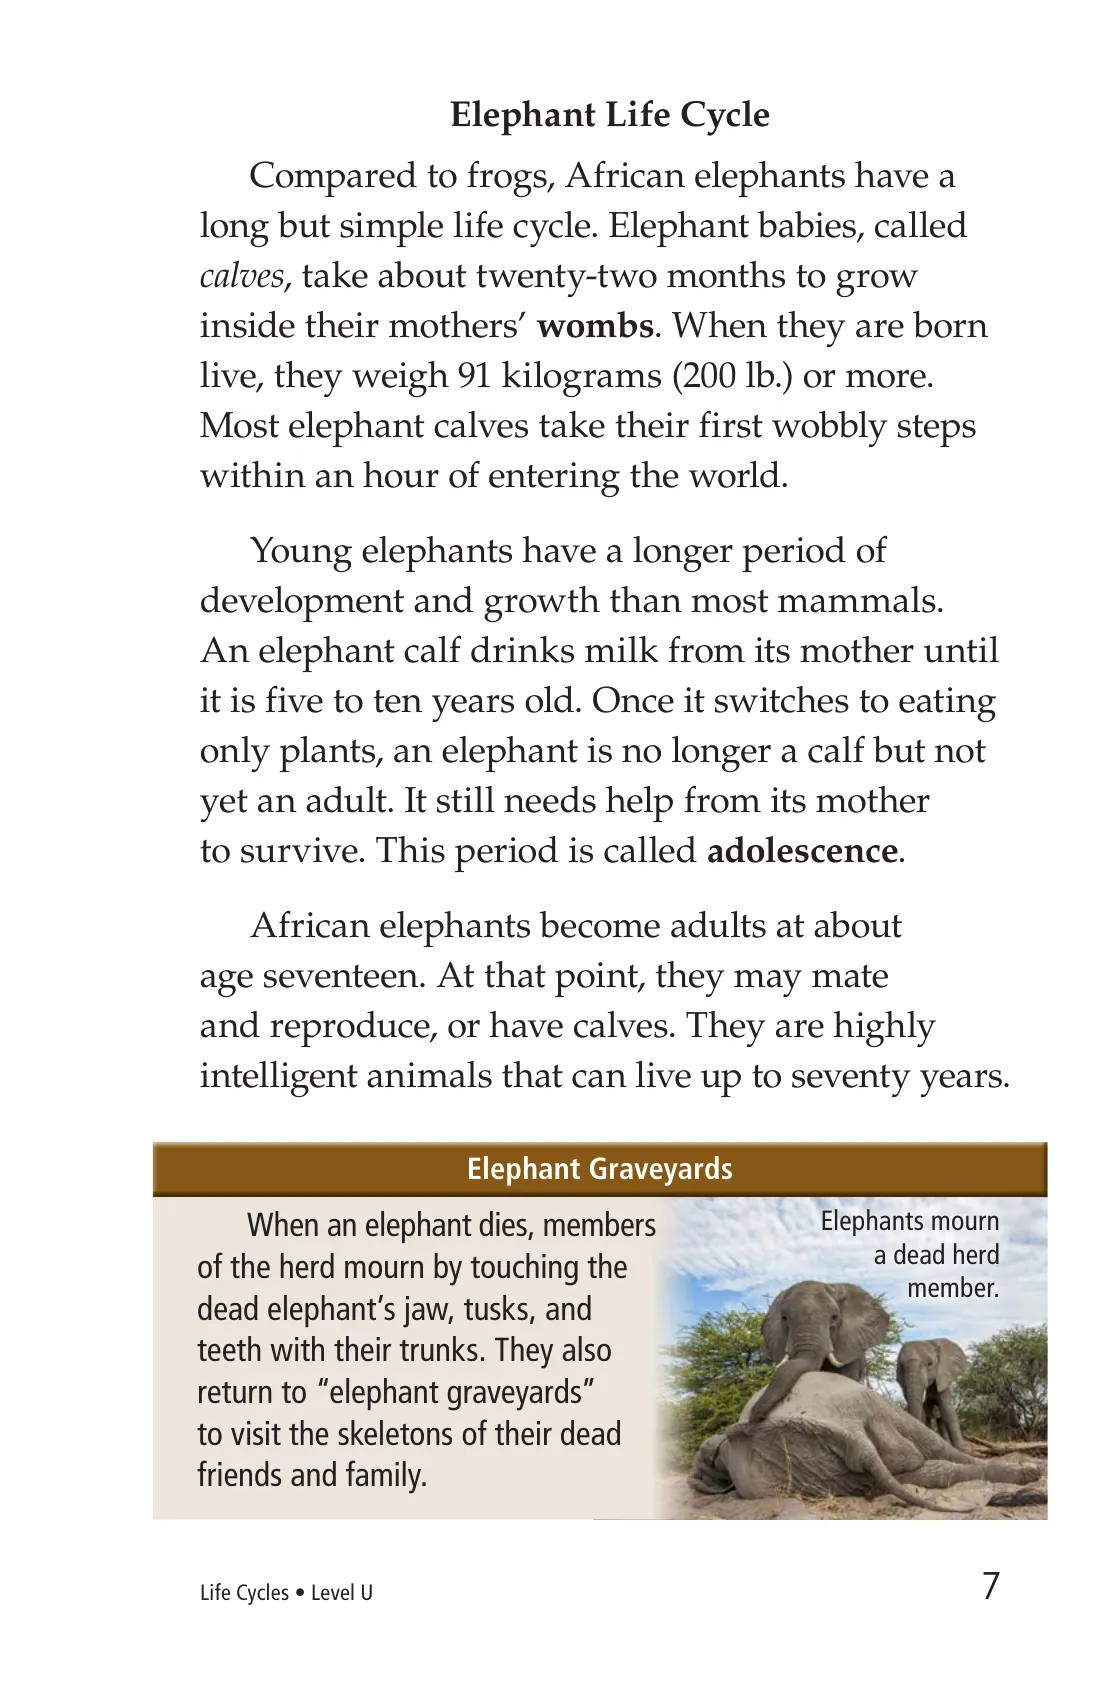 Elephant Life Cycle
Compared to frogs, African elephants have a
long but simple life cycle. Elephant babies, called
calves, take about twenty-two months to grow
inside their mothers’ wombs. When they are born
live, they weigh 91 kilograms (200 lb.) or more.
Most elephant calves take their first wobbly steps
within an hour of entering the world.
Young elephants have a longer period of
development and growth than most mammals.
An elephant calf drinks milk from its mother until
it is five to ten years old. Once it switches to eating
only plants, an elephant is no longer a calf but not
yet an adult. It still needs help from its mother
to survive. This period is called adolescence.
African elephants become adults at about
age seventeen. At that point, they may mate
and reproduce, or have calves. They are highly
intelligent animals that can live up to seventy years.
Elephant Graveyards
When an elephant dies, members
of the herd mourn by touching the
dead elephant’s jaw, tusks, and
teeth with their trunks. They also
return to “elephant graveyards”
to visit the skeletons of their dead
friends and family.
Elephants mourn
a dead herd
member.
Life Cycles • Level U
7